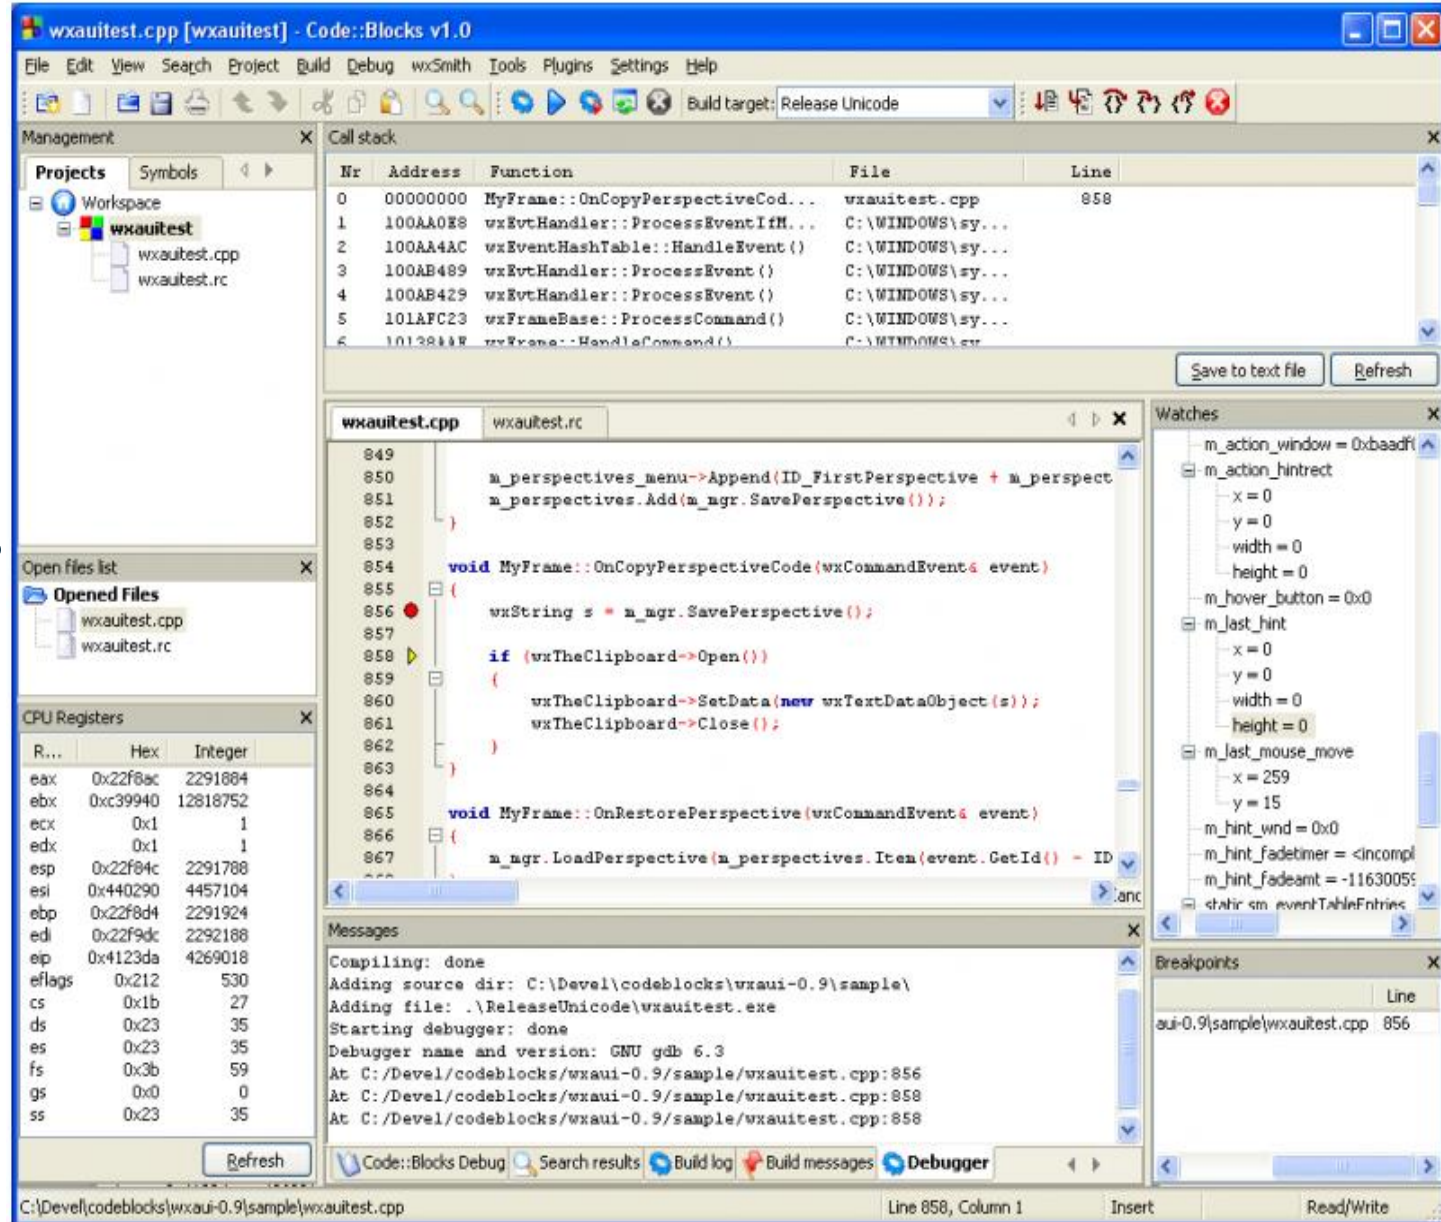 wxauitest.cpp [wxauitest] - Code::Blocks v1.0
File Edit View Search Project Build Debug wxSmith Tools Plugins Settings Help
Build target: Release Unicode
Management
Projects Symbols
Workspace
wxauitest
wxauitest.cpp
wxauitest.rc
Open files list
Opened Files
wxauitest.cpp
wxauitest.rc
CPU Registers
R... Hex Integer
eax 0x22f8ac 2291884
ebx 0xc39940 12818752
ecx 0x1 1
edx 0x1 1
esp 0x22f84c 2291788
esi 0x440290 4457104
ebp 0x22f8d4 2291924
edi 0x22f9dc 2292188
eip 0x4123da 4269018
eflags 0x212 530
cs 0x1b 27
ds 0x23 35
es 0x23 35
fs 0x3b 59
gs 0x0 0
ss 0x23 35
Refresh
Call stack
Nr Address Function File Line
0 00000000 MyFrame::OnCopyPerspectiveCod... wxauitest.cpp 858
1 100AA0E8 wxEvtHandler::ProcessEventIfM... C:\WINDOWS\sy...
2 100AA4AC wxEventHashTable::HandleEvent() C:\WINDOWS\sy...
3 100AB489 wxEvtHandler::ProcessEvent() C:\WINDOWS\sy...
4 100AB429 wxEvtHandler::ProcessEvent() C:\WINDOWS\sy...
5 101AFC23 wxFrameBase::ProcessCommand() C:\WINDOWS\sy...
6 wxFrame::HandleCommand() C:\WINDOWS\sy
Save to text file Refresh
wxauitest.cpp wxauitest.rc
849
850 m_perspectives_menu->Append(ID_FirstPerspective + m_perspect
851 m_perspectives.Add(m_mgr.SavePerspective());
852 }
853
854 void MyFrame::OnCopyPerspectiveCode(wxCommandEvent& event)
855 {
856 wxString s = m_mgr.SavePerspective();
857
858 if (wxTheClipboard->Open())
859 {
860 wxTheClipboard->SetData(new wxTextDataObject(s));
861 wxTheClipboard->Close();
862 }
863 }
864
865 void MyFrame::OnRestorePerspective(wxCommandEvent& event)
866 {
867 m_mgr.LoadPerspective(m_perspectives.Item(event.GetId() - ID
Watches
m_action_window = 0xbaadf(
m_action_hintrect
x = 0
y = 0
width = 0
height = 0
m_hover_button = 0x0
m_last_hint
x = 0
y = 0
width = 0
height = 0
m_last_mouse_move
x = 259
y = 15
m_hint_wnd = 0x0
m_hint_fadetimer = <incompl
m_hint_fadeamt = -11630059
static sm_eventTableEntries
Messages
Compiling: done
Adding source dir: C:\Devel\codeblocks\wxaui-0.9\sample\
Adding file: .\ReleaseUnicode\wxauitest.exe
Starting debugger: done
Debugger name and version: GNU gdb 6.3
At C:/Devel/codeblocks/wxaui-0.9/sample/wxauitest.cpp:856
At C:/Devel/codeblocks/wxaui-0.9/sample/wxauitest.cpp:858
At C:/Devel/codeblocks/wxaui-0.9/sample/wxauitest.cpp:858
Code::Blocks Debug Search results Build log Build messages Debugger
Breakpoints
Line
aui-0.9\sample\wxauitest.cpp 856
C:\Devel\codeblocks\wxaui-0.9\sample\wxauitest.cpp Line 858, Column 1 Insert Read/Write